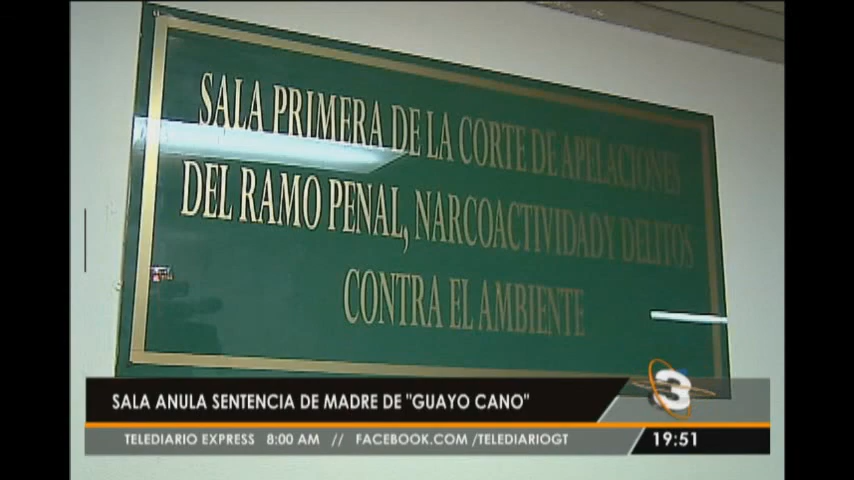 SALA PRIMERA DE LA CORTE DE APELACIONES
DEL RAMO PENAL, NARCOACTIVIDAD Y DELITOS
CONTRA EL AMBIENTE
SALA ANULA SENTENCIA DE MADRE DE "GUAYO CANO"
3
TELEDIARIO EXPRESS 8:00 AM // FACEBOOK.COM /TELEDIARIOGT
19:51